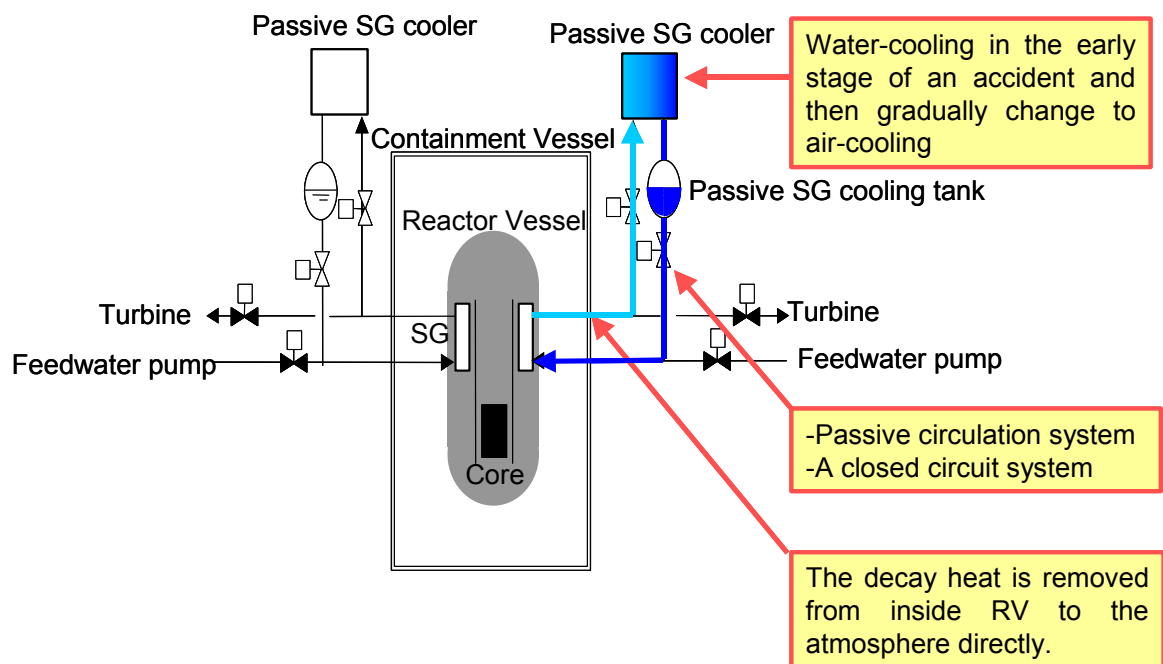 Passive SG cooler
Passive SG cooler
Water-cooling in the early
stage of an accident and
then gradually change to
air-cooling
Containment Vessel
Passive SG cooling tank
Reactor Vessel
Turbine
Turbine
SG
Feedwater pump
Feedwater pump
Core
-Passive circulation system
-A closed circuit system
The decay heat is removed
from inside RV to the
atmosphere directly.